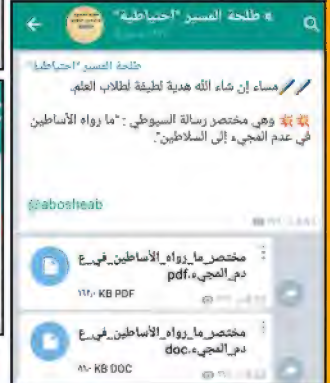 طلحة المسير "احتياطية"
طلحة المسير "احتياطية"
مساء إن شاء الله هدية لطيفة لطلاب العلم.
وهي مختصر رسالة السيوطي: "ما رواه الأساطين
في عدم المجيء إلى السلاطين".
@abosheab
مختصر_ما_رواه_الأساطين_في_ع
دم_المجيء.pdf
KB PDF
مختصر_ما_رواه_الأساطين_في_ع
دم_المجيء.doc
KB DOC